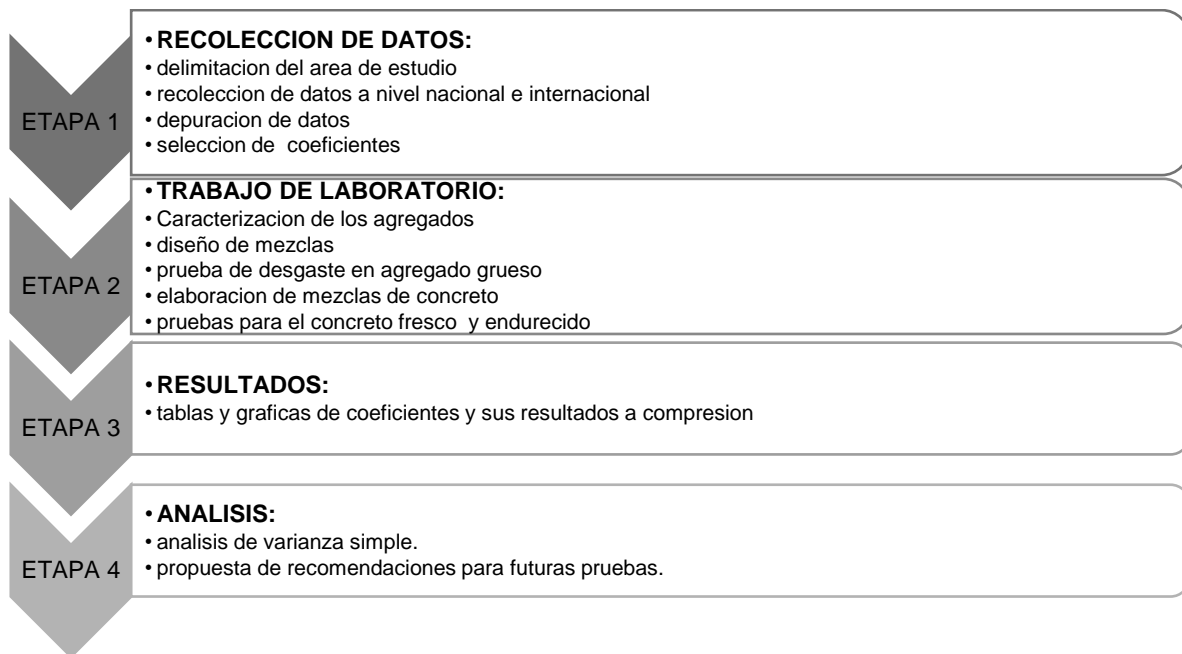 ETAPA 1
• RECOLECCION DE DATOS:
• delimitacion del area de estudio
• recoleccion de datos a nivel nacional e internacional
• depuracion de datos
• seleccion de coeficientes
ETAPA 2
• TRABAJO DE LABORATORIO:
• Caracterizacion de los agregados
• diseño de mezclas
• prueba de desgaste en agregado grueso
• elaboracion de mezclas de concreto
• pruebas para el concreto fresco y endurecido
ETAPA 3
• RESULTADOS:
• tablas y graficas de coeficientes y sus resultados a compresion
ETAPA 4
• ANALISIS:
• analisis de varianza simple.
• propuesta de recomendaciones para futuras pruebas.